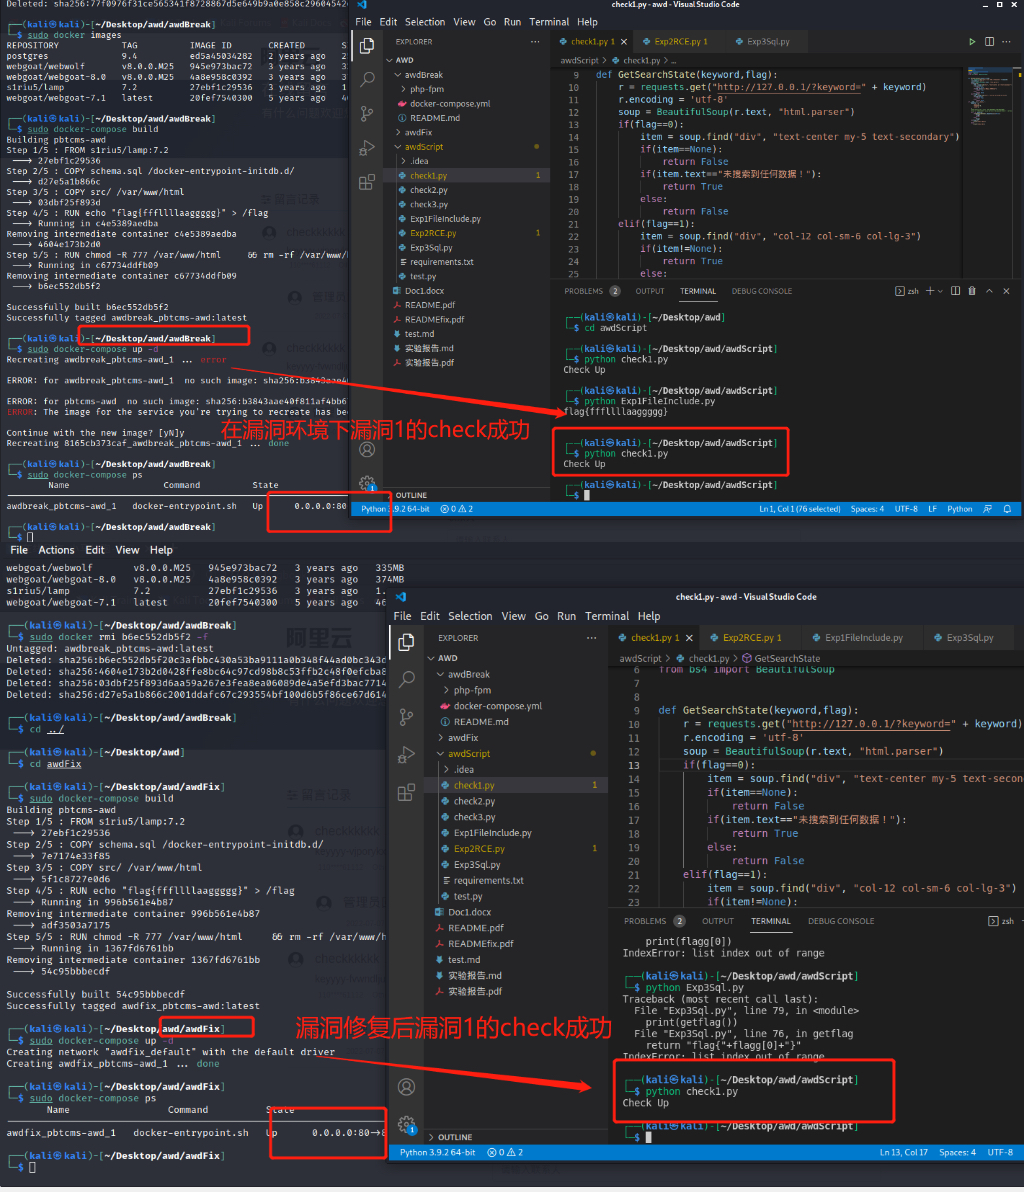 Deleted: sha256:77f0976f31ce565341f8728867d5e649b9a0e858c2960454
┌──(kali㉿kali)-[~/Desktop/awd/awdBreak]
└─$ sudo docker images
REPOSITORY TAG IMAGE ID CREATED S
postgres 9.4 ed5a45034282 2 years ago 2
webgoat/webwolf v8.0.0.M25 945e973bac72 3 years ago 3
webgoat/webgoat-8.0 v8.0.0.M25 4a8e958c0392 3 years ago 3
s1riu5/lamp 7.2 27ebf1c29536 3 years ago 1
webgoat/webgoat-7.1 latest 20fef7540300 5 years ago 4
┌──(kali㉿kali)-[~/Desktop/awd/awdBreak]
└─$ sudo docker-compose build
Building pbtcms-awd
Step 1/5 : FROM s1riu5/lamp:7.2
---> 27ebf1c29536
Step 2/5 : COPY schema.sql /docker-entrypoint-initdb.d/
---> d27e5a1b866c
Step 3/5 : COPY src/ /var/www/html
---> 03dbf25f893d
Step 4/5 : RUN echo "flag{fffllllaaggggg}" > /flag
---> Running in c4e5389aedba
Removing intermediate container c4e5389aedba
---> 4604e173b2d0
Step 5/5 : RUN chmod -R 777 /var/www/html && rm -rf /var/www/h
---> Running in c67734ddfb09
Removing intermediate container c67734ddfb09
---> b6ec552db5f2
Successfully built b6ec552db5f2
Successfully tagged awdbreak_pbtcms-awd:latest
┌──(kali㉿kali)-[~/Desktop/awd/awdBreak]
└─$ sudo docker-compose up -d
Recreating awdbreak_pbtcms-awd_1 ... error
ERROR: for awdbreak_pbtcms-awd_1 no such image: sha256:b3843aae4
ERROR: for pbtcms-awd no such image: sha256:b3843aae40f811af4bb6
ERROR: The image for the service you're trying to recreate has bee
Continue with the new image? [yN]y
Recreating 8165cb373caf_awdbreak_pbtcms-awd_1 ... done
┌──(kali㉿kali)-[~/Desktop/awd/awdBreak]
└─$ sudo docker-compose ps
Name Command State
awdbreak_pbtcms-awd_1 docker-entrypoint.sh Up 0.0.0.0:80
┌──(kali㉿kali)-[~/Desktop/awd/awdBreak]
└─$
check1.py - awd - Visual Studio Code
File Edit Selection View Go Run Terminal Help
EXPLORER
AWD
awdBreak
php-fpm
docker-compose.yml
README.md
awdFix
awdScript
.idea
check1.py 1
check2.py
check3.py
Exp1FileInclude.py
Exp2RCE.py 1
Exp3Sql.py
requirements.txt
test.py
Doc1.docx
README.pdf
READMEfix.pdf
test.md
实验报告.md
实验报告.pdf
OUTLINE
check1.py 1 Exp2RCE.py 1 Exp3Sql.py
awdScript > check1.py > ...
9 def GetSearchState(keyword,flag):
10 r = requests.get("http://127.0.0.1/?keyword=" + keyword)
11 r.encoding = 'utf-8'
12 soup = BeautifulSoup(r.text, "html.parser")
13 if(flag==0):
14 item = soup.find("div", "text-center my-5 text-secondary")
15 if(item==None):
16 return False
17 if(item.text=="未搜索到任何数据！"):
18 return True
19 else:
20 return False
21 elif(flag==1):
22 item = soup.find("div", "col-12 col-sm-6 col-lg-3")
23 if(item!=None):
24 return True
25 else:
PROBLEMS 2 OUTPUT TERMINAL DEBUG CONSOLE zsh
┌──(kali㉿kali)-[~/Desktop/awd]
└─$ cd awdScript
┌──(kali㉿kali)-[~/Desktop/awd/awdScript]
└─$ python check1.py
Check Up
┌──(kali㉿kali)-[~/Desktop/awd/awdScript]
└─$ python Exp1FileInclude.py
flag{fffllllaaggggg}
在漏洞环境下漏洞1的check成功
┌──(kali㉿kali)-[~/Desktop/awd/awdScript]
└─$ python check1.py
Check Up
┌──(kali㉿kali)-[~/Desktop/awd/awdScript]
└─$
Python 3.9.2 64-bit 0 2 Ln 1, Col 1 (76 selected) Spaces: 4 UTF-8 LF Python
File Actions Edit View Help
webgoat/webwolf v8.0.0.M25 945e973bac72 3 years ago 335MB
webgoat/webgoat-8.0 v8.0.0.M25 4a8e958c0392 3 years ago 374MB
s1riu5/lamp 7.2 27ebf1c29536 3 years ago 1.
webgoat/webgoat-7.1 latest 20fef7540300 5 years ago 46
┌──(kali㉿kali)-[~/Desktop/awd/awdBreak]
└─$ sudo docker rmi b6ec552db5f2 -f
Untagged: awdbreak_pbtcms-awd:latest
Deleted: sha256:b6ec552db5f20c3afbbc430a53ba9111a0b348f44ad0bc343d
Deleted: sha256:4604e173b2d0428ffe8bc64c97cd98b8c53ffb2c48f0efcba8
Deleted: sha256:03dbf25f893d6aa59a267e3fea8ea06089de4a5efd3bac7714
Deleted: sha256:d27e5a1b866c2001ddafc67c293554bf100d6b5f86ce67d614
┌──(kali㉿kali)-[~/Desktop/awd/awdBreak]
└─$ cd ../
┌──(kali㉿kali)-[~/Desktop/awd]
└─$ cd awdFix
┌──(kali㉿kali)-[~/Desktop/awd/awdFix]
└─$ sudo docker-compose build
Building pbtcms-awd
Step 1/5 : FROM s1riu5/lamp:7.2
---> 27ebf1c29536
Step 2/5 : COPY schema.sql /docker-entrypoint-initdb.d/
---> 7e7174e33f85
Step 3/5 : COPY src/ /var/www/html
---> 5f1c8727e0d6
Step 4/5 : RUN echo "flag{fffllllaaggggg}" > /flag
---> Running in 996b561e4b87
Removing intermediate container 996b561e4b87
---> adf3503a7175
Step 5/5 : RUN chmod -R 777 /var/www/html && rm -rf /var/www/h
---> Running in 1367fd6761bb
Removing intermediate container 1367fd6761bb
---> 54c95bbbecdf
Successfully built 54c95bbbecdf
Successfully tagged awdfix_pbtcms-awd:latest
┌──(kali㉿kali)-[~/Desktop/awd/awdFix]
└─$ sudo docker-compose up -d
Creating network "awdfix_default" with the default driver
Creating awdfix_pbtcms-awd_1 ... done
┌──(kali㉿kali)-[~/Desktop/awd/awdFix]
└─$ sudo docker-compose ps
Name Command State
awdfix_pbtcms-awd_1 docker-entrypoint.sh Up 0.0.0.0:80->8
┌──(kali㉿kali)-[~/Desktop/awd/awdFix]
└─$
阿里云
check1.py - awd - Visual Studio Code
File Edit Selection View Go Run Terminal Help
EXPLORER
AWD
awdBreak
php-fpm
docker-compose.yml
README.md
awdFix
awdScript
.idea
check1.py 1
check2.py
check3.py
Exp1FileInclude.py
Exp2RCE.py 1
Exp3Sql.py
requirements.txt
test.py
Doc1.docx
README.pdf
READMEfix.pdf
test.md
实验报告.md
实验报告.pdf
OUTLINE
check1.py 1 Exp2RCE.py 1 Exp1FileInclude.py Exp3Sql.py
awdScript > check1.py > GetSearchState
6 from bs4 import BeautifulSoup
7
8
9 def GetSearchState(keyword,flag):
10 r = requests.get("http://127.0.0.1/?keyword=" + keyword)
11 r.encoding = 'utf-8'
12 soup = BeautifulSoup(r.text, "html.parser")
13 if(flag==0):
14 item = soup.find("div", "text-center my-5 text-secon
15 if(item==None):
16 return False
17 if(item.text=="未搜索到任何数据！"):
18 return True
19 else:
20 return False
21 elif(flag==1):
22 item = soup.find("div", "col-12 col-sm-6 col-lg-3")
23 if(item!=None):
PROBLEMS 2 OUTPUT TERMINAL DEBUG CONSOLE zsh
print(flagg[0])
IndexError: list index out of range
┌──(kali㉿kali)-[~/Desktop/awd/awdScript]
└─$ python Exp3Sql.py
Traceback (most recent call last):
File "Exp3Sql.py", line 79, in <module>
print(getflag())
File "Exp3Sql.py", line 76, in getflag
return "flag{"+flagg[0]+"}"
IndexError: list index out of range
漏洞修复后漏洞1的check成功
┌──(kali㉿kali)-[~/Desktop/awd/awdScript]
└─$ python check1.py
Check Up
┌──(kali㉿kali)-[~/Desktop/awd/awdScript]
└─$
Python 3.9.2 64-bit 0 2 Ln 13, Col 17 Spaces: 4 UTF-8